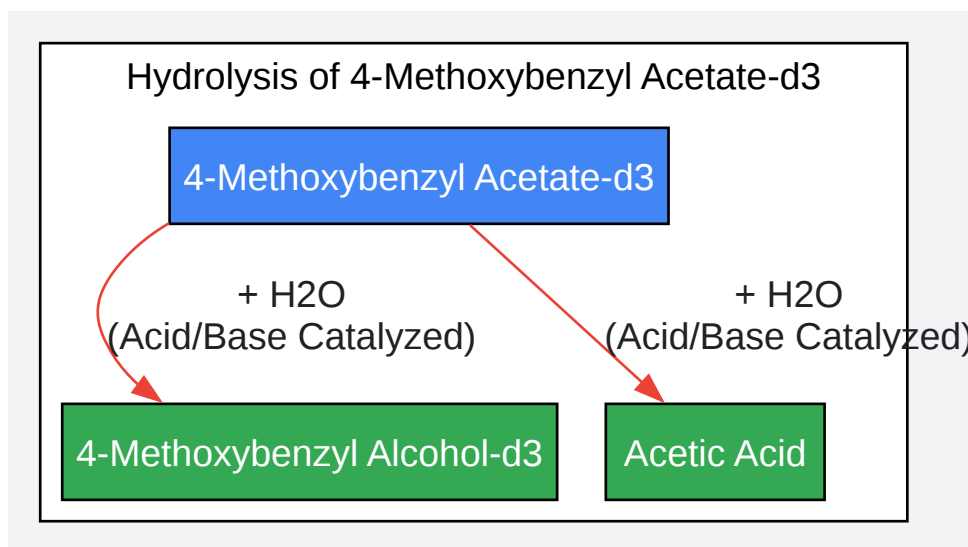 Hydrolysis of 4-Methoxybenzyl Acetate-d3
4-Methoxybenzyl Acetate-d3
+ H2O
(Acid/Base Catalyzed)
+ H2O
(Acid/Base Catalyzed)
4-Methoxybenzyl Alcohol-d3
Acetic Acid